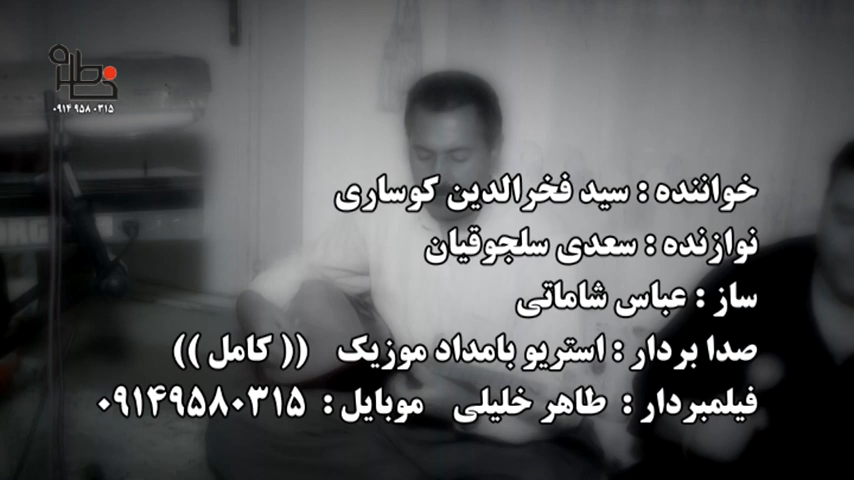 خاطره
۰۹۱۴ ۹۵۸ ۰۳۱۵
خواننده : سید فخرالدین کوساری
نوازنده : سعدی سلجوقیان
ساز : عباس شاماتی
صدا بردار : استریو بامداد موزیک (( کامل ))
فیلمبردار : طاهر خلیلی موبایل : ۰۹۱۴۹۵۸۰۳۱۵